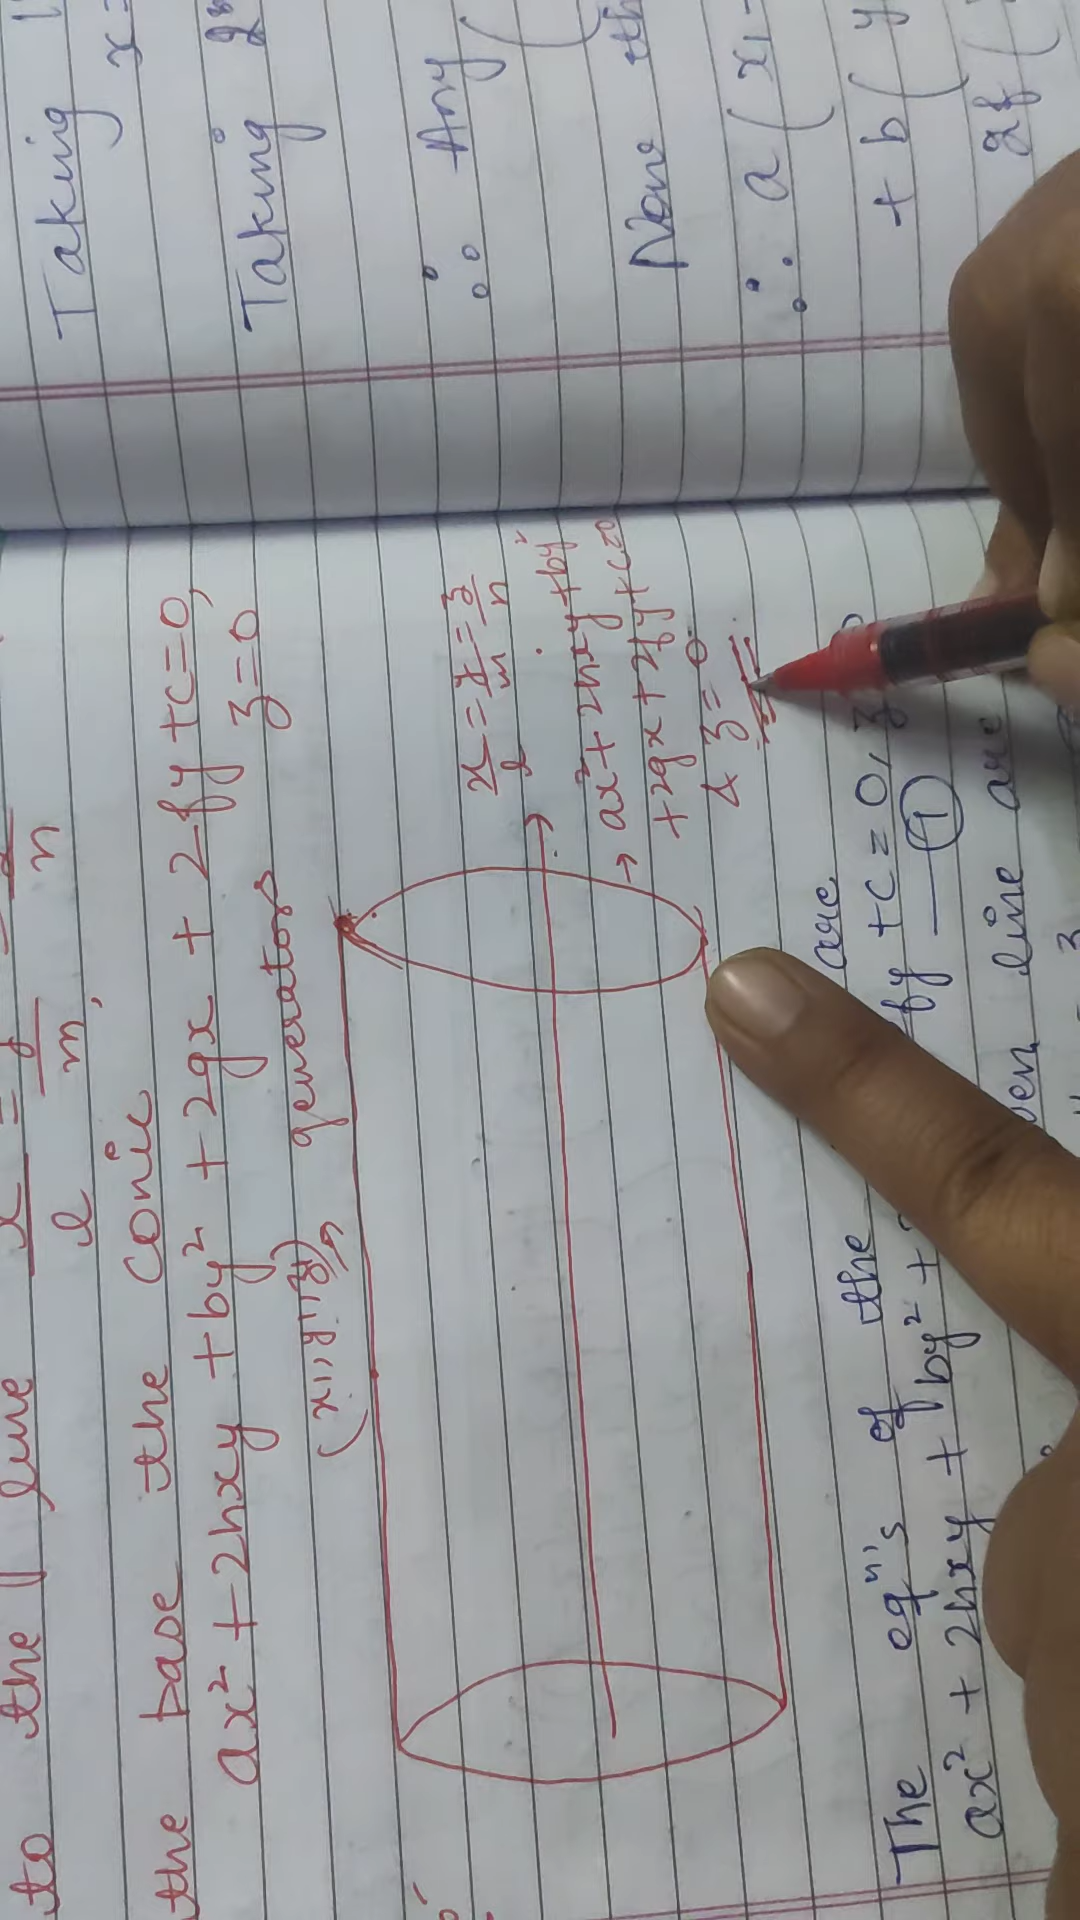 to the line x/l = y/m = z/n,
the base the conic
ax² + 2hxy + by² + 2gx + 2fy + c = 0,
z = 0
(x₁, y₁, z₁) → generators
x/l = y/m = z/n
→ ax² + 2hxy + by²
+ 2gx + 2fy + c = 0
& z = 0
The eqⁿ's of the are
ax² + 2hxy + by² + fy + c = 0, z
— ①
line are
Taking
x =
Taking
∴ Any (
Now th
∴ a ( x₁ -
+ b ( y
2f (